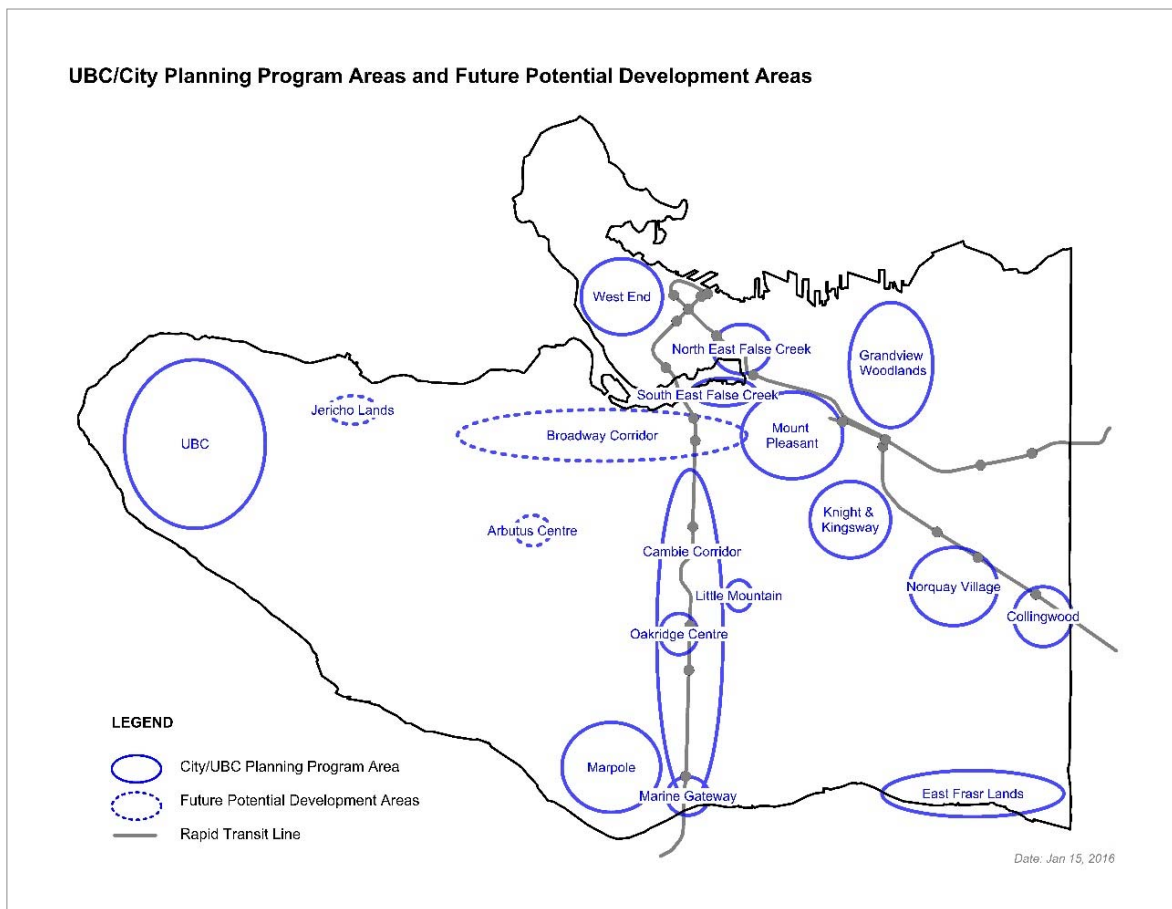 UBC/City Planning Program Areas and Future Potential Development Areas
West End
North East False Creek
Grandview
Woodlands
South East False Creek
Jericho Lands
UBC
Broadway Corridor
Mount
Pleasant
Knight &
Kingsway
Arbutus Centre
Cambie Corridor
Little Mountain
Norquay Village
Collingwood
Oakridge Centre
LEGEND
City/UBC Planning Program Area
Future Potential Development Areas
Rapid Transit Line
Marpole
Marine Gateway
East Frasr Lands
Date: Jan 15, 2016